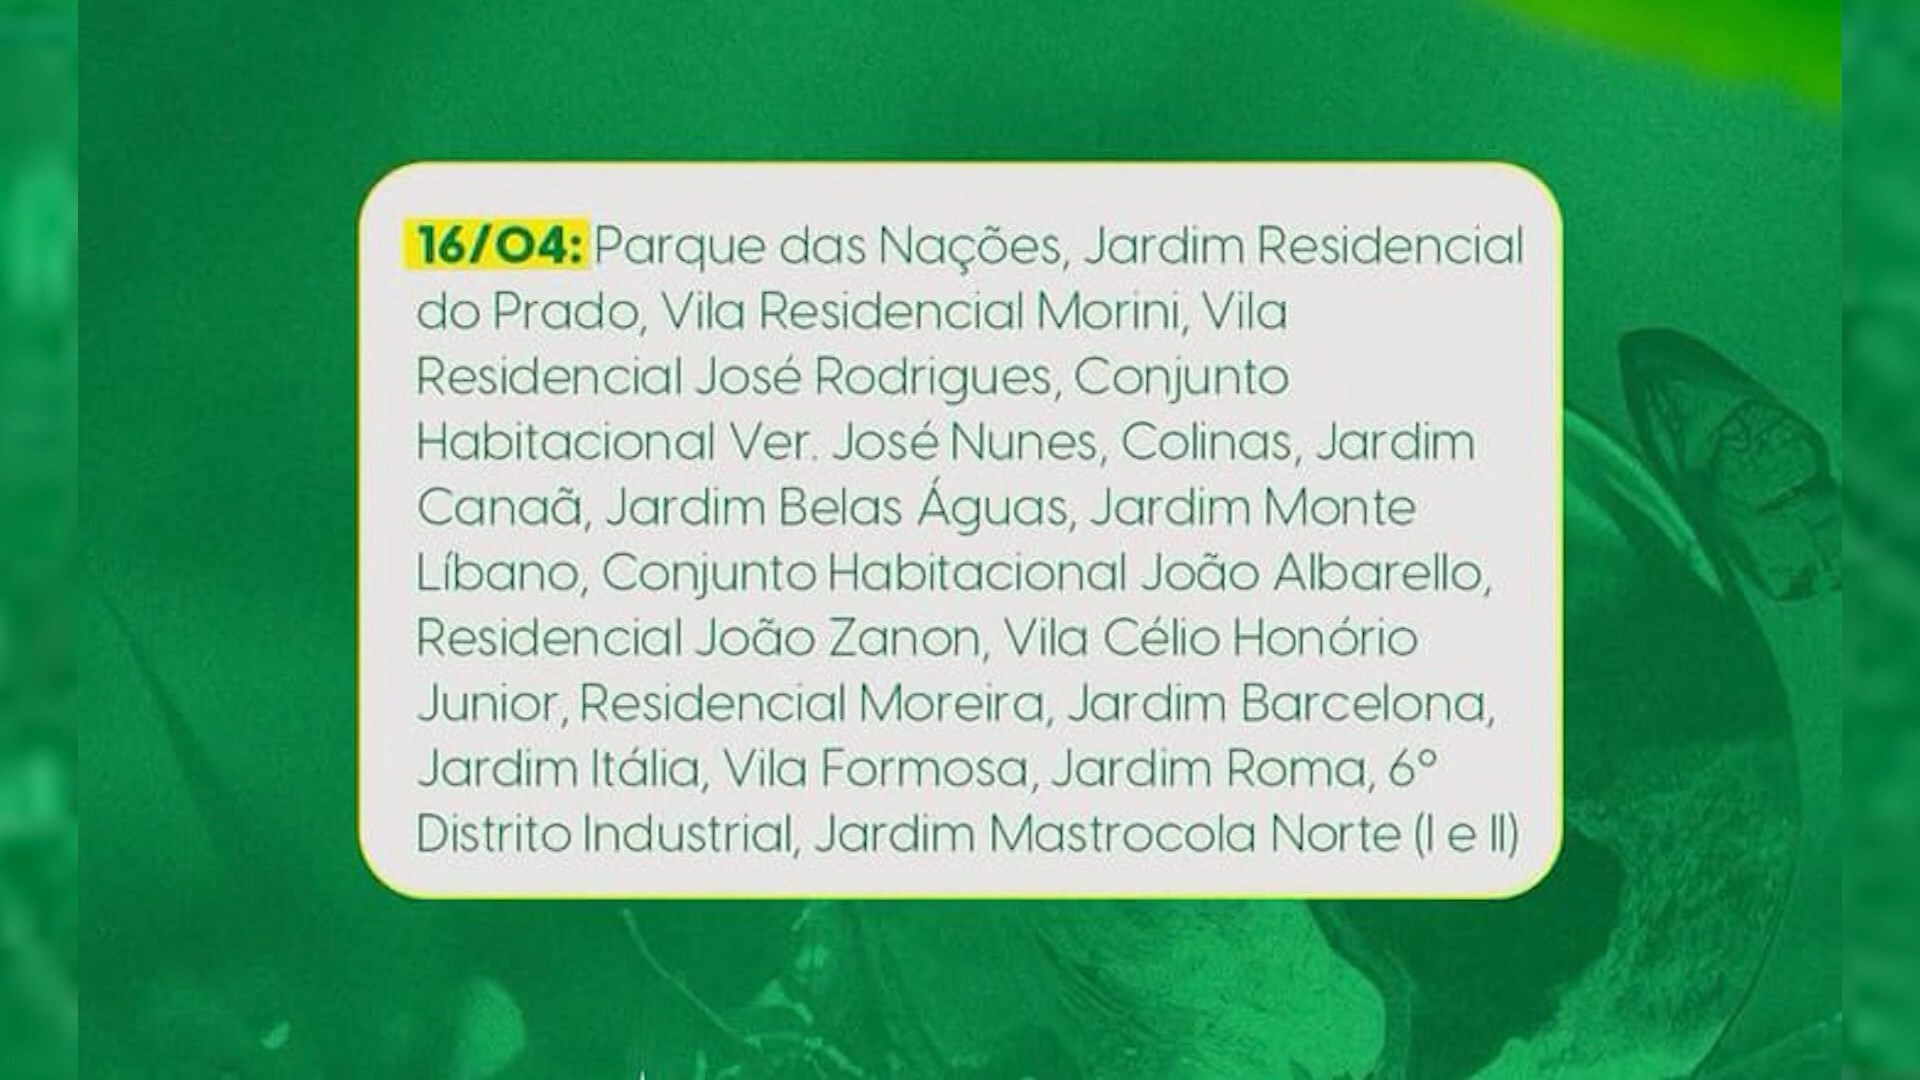 16/04: Parque das Nações, Jardim Residencial
do Prado, Vila Residencial Morini, Vila
Residencial José Rodrigues, Conjunto
Habitacional Ver. José Nunes, Colinas, Jardim
Canaã, Jardim Belas Águas, Jardim Monte
Líbano, Conjunto Habitacional João Albarello,
Residencial João Zanon, Vila Célio Honório
Junior, Residencial Moreira, Jardim Barcelona,
Jardim Itália, Vila Formosa, Jardim Roma, 6º
Distrito Industrial, Jardim Mastrocola Norte (I e II)